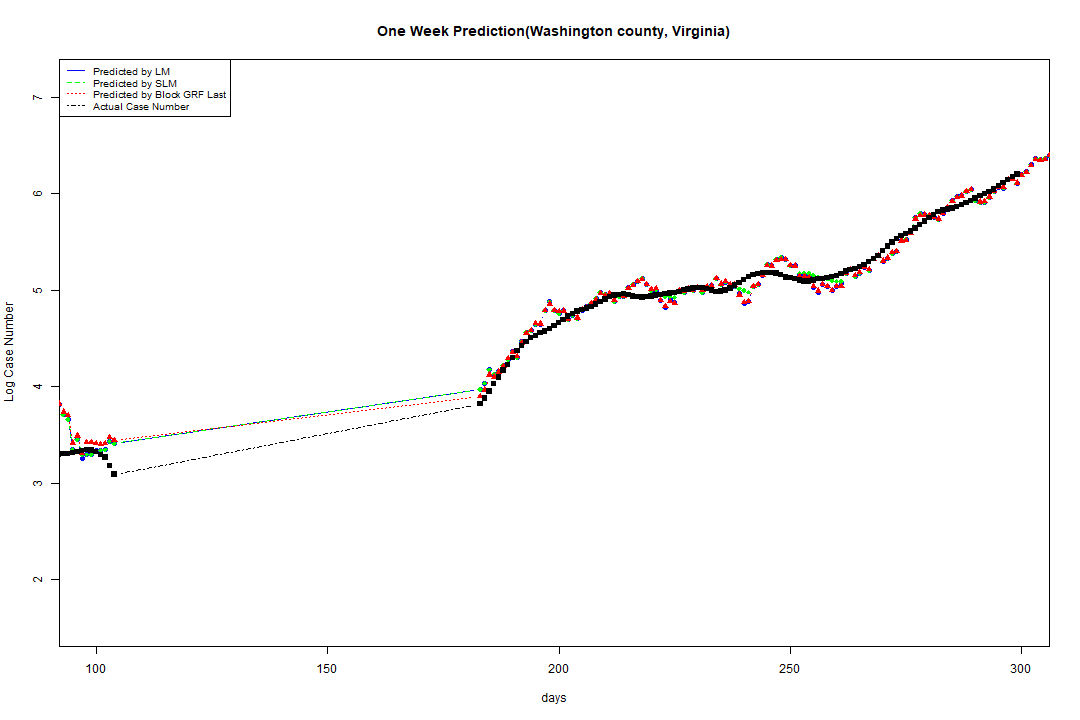 One Week Prediction(Washington county, Virginia)
Predicted by LM
Predicted by SLM
Predicted by Block GRF Last
Actual Case Number
7
6
5
4
3
2
Log Case Number
100 150 200 250 300
days